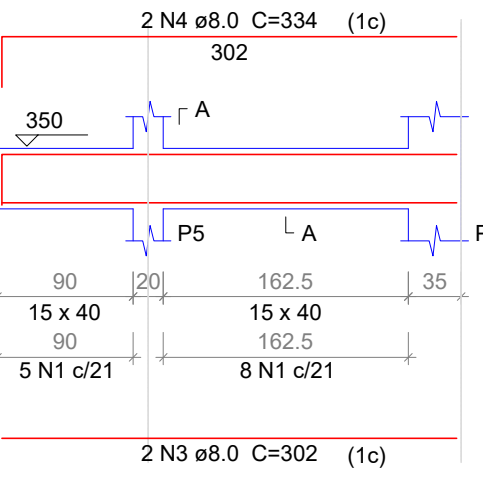 2 N4 ø8.0 C=334 (1c)
302
A
350
P5
A
90 20 162.5 35
15 x 40 15 x 40
90 162.5
5 N1 c/21 8 N1 c/21
2 N3 ø8.0 C=302 (1c)